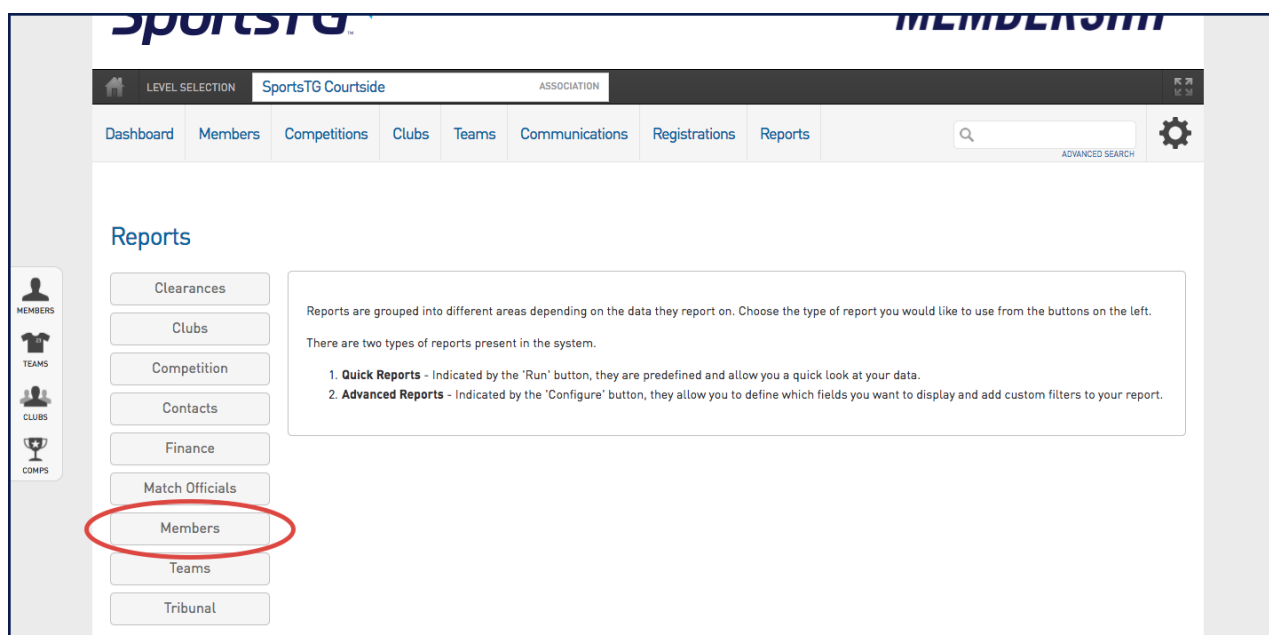 SportsTG
MEMBERSHIP
LEVEL SELECTION SportsTG Courtside ASSOCIATION
Dashboard Members Competitions Clubs Teams Communications Registrations Reports
ADVANCED SEARCH
Reports
Clearances
Clubs
Competition
Contacts
Finance
Match Officials
Members
Teams
Tribunal
MEMBERS
TEAMS
CLUBS
COMPS
Reports are grouped into different areas depending on the data they report on. Choose the type of report you would like to use from the buttons on the left.
There are two types of reports present in the system.
1. Quick Reports - Indicated by the 'Run' button, they are predefined and allow you a quick look at your data.
2. Advanced Reports - Indicated by the 'Configure' button, they allow you to define which fields you want to display and add custom filters to your report.